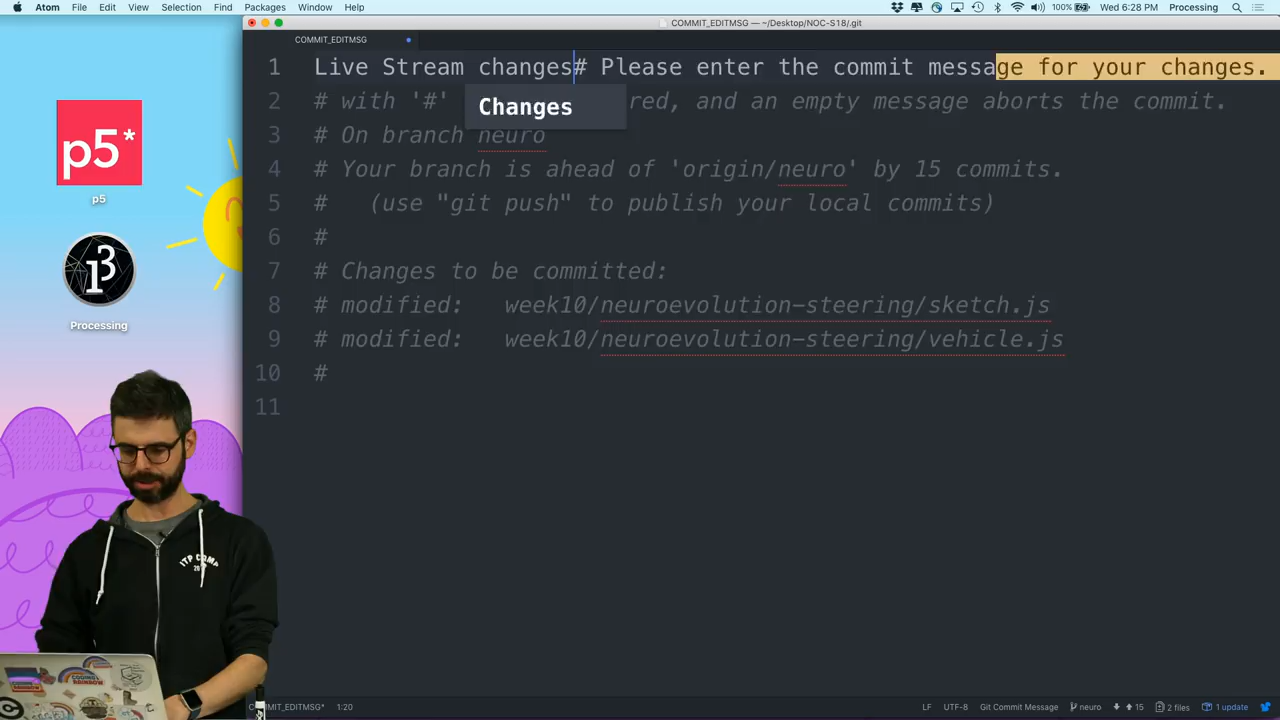 Atom File Edit View Selection Find Packages Window Help
100% Wed 6:28 PM Processing
COMMIT_EDITMSG — ~/Desktop/NOC-S18/.git
COMMIT_EDITMSG
1 Live Stream changes# Please enter the commit message for your changes.
2 # with '#' red, and an empty message aborts the commit.
Changes
3 # On branch neuro
4 # Your branch is ahead of 'origin/neuro' by 15 commits.
5 # (use "git push" to publish your local commits)
6 #
7 # Changes to be committed:
8 # modified: week10/neuroevolution-steering/sketch.js
9 # modified: week10/neuroevolution-steering/vehicle.js
10 #
11
p5*
p5
Processing
ITP CAMP
COMMIT_EDITMSG* 1:20
LF UTF-8 Git Commit Message neuro 15 2 files 1 update